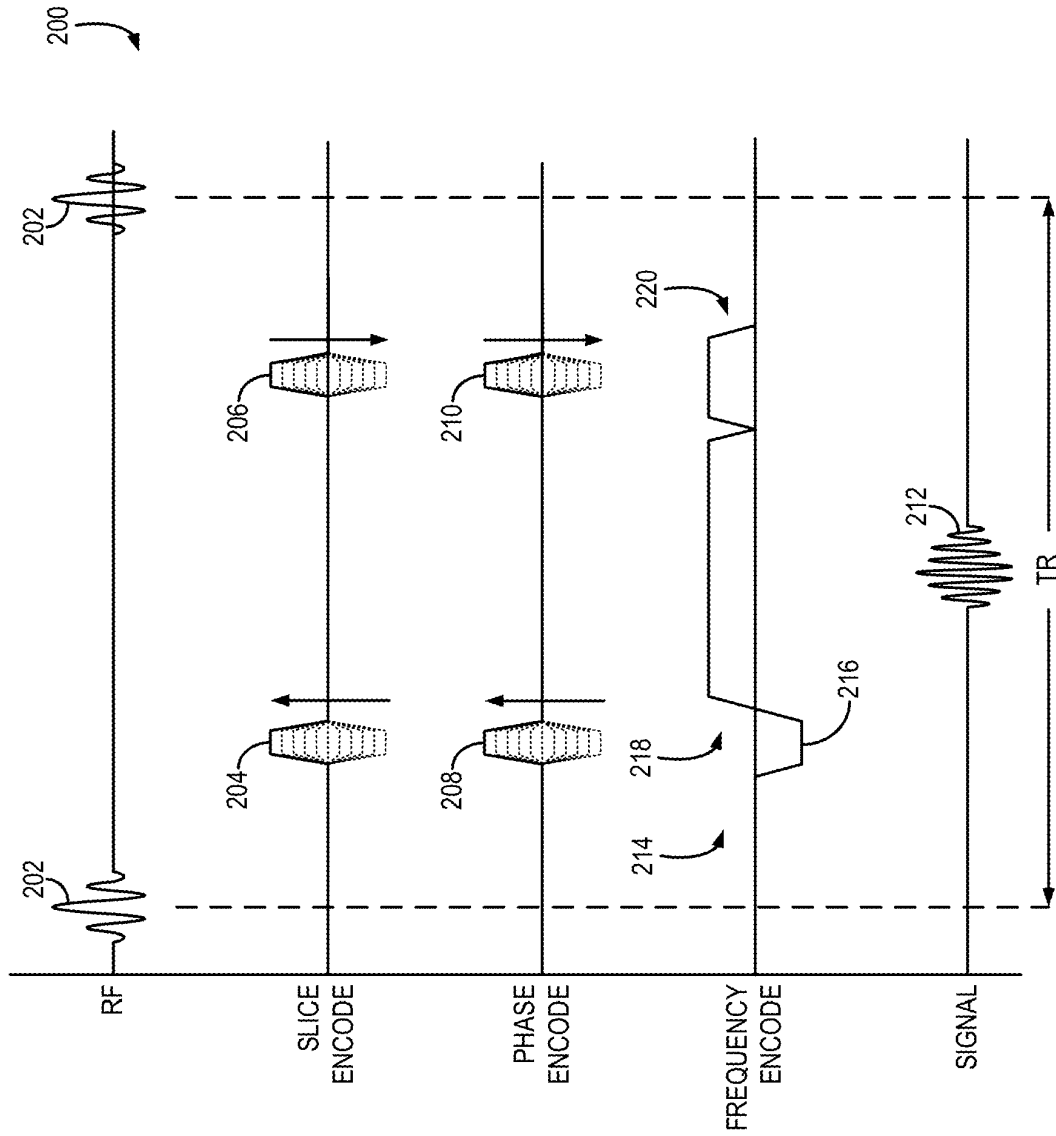 200
RF
202
202
SLICE
ENCODE
204
206
PHASE
ENCODE
208
210
FREQUENCY
ENCODE
214
218
216
220
SIGNAL
212
TR